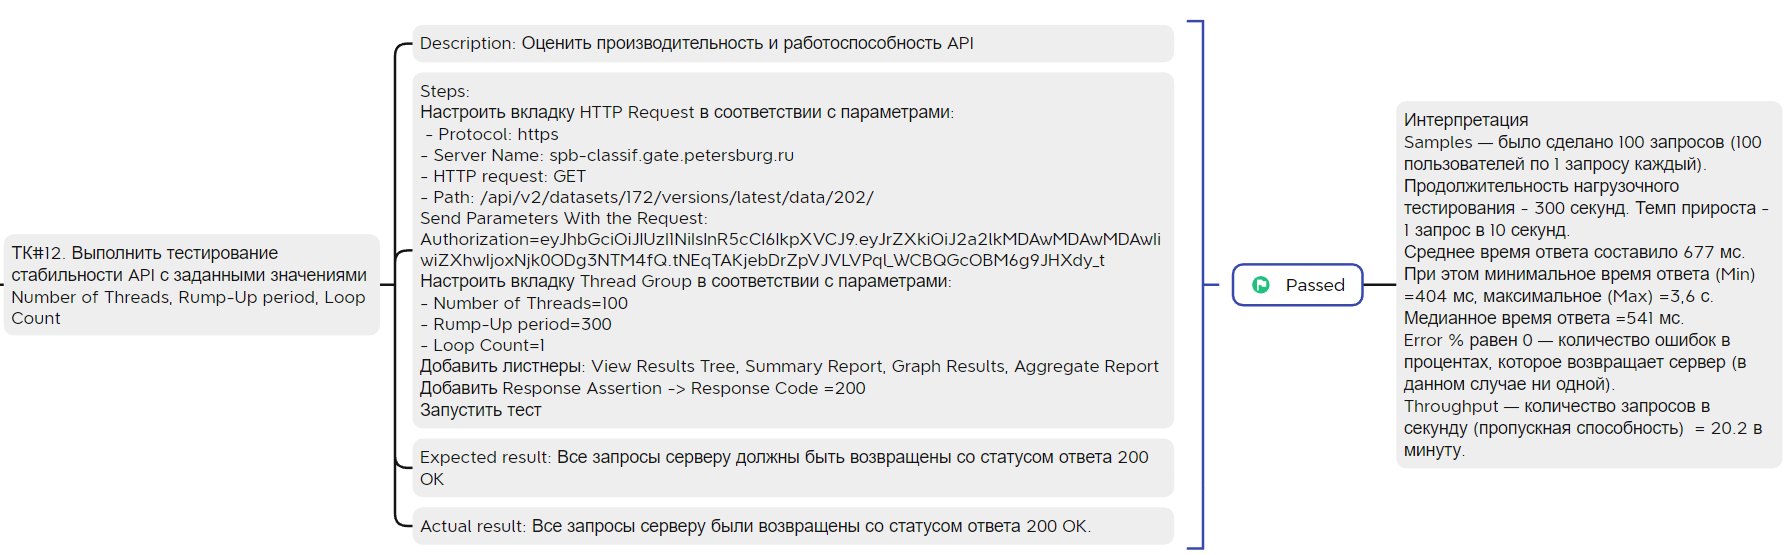 ТК#12. Выполнить тестирование
стабильности API с заданными значениями
Number of Threads, Rump-Up period, Loop
Count
Description: Оценить производительность и работоспособность API
Steps:
Настроить вкладку HTTP Request в соответствии с параметрами:
- Protocol: https
- Server Name: spb-classif.gate.petersburg.ru
- HTTP request: GET
- Path: /api/v2/datasets/172/versions/latest/data/202/
Send Parameters With the Request:
Authorization=eyJhbGciOiJIUzI1NiIsInR5cCI6IkpXVCJ9.eyJrZXkiOiJ2a2lkMDAwMDAwMDAwIi
wiZXhwIjoxNjk0ODg3NTM4fQ.tNEqTAKjebDrZpVJVLVPql_WCBQGcOBM6g9JHXdy_t
Настроить вкладку Thread Group в соответствии с параметрами:
- Number of Threads=100
- Rump-Up period=300
- Loop Count=1
Добавить листнеры: View Results Tree, Summary Report, Graph Results, Aggregate Report
Добавить Response Assertion -> Response Code =200
Запустить тест
Expected result: Все запросы серверу должны быть возвращены со статусом ответа 200
OK
Actual result: Все запросы серверу были возвращены со статусом ответа 200 OK.
Passed
Интерпретация
Samples — было сделано 100 запросов (100
пользователей по 1 запросу каждый).
Продолжительность нагрузочного
тестирования - 300 секунд. Темп прироста -
1 запрос в 10 секунд.
Среднее время ответа составило 677 мс.
При этом минимальное время ответа (Min)
=404 мс, максимальное (Max) =3,6 с.
Медианное время ответа =541 мс.
Error % равен 0 — количество ошибок в
процентах, которое возвращает сервер (в
данном случае ни одной).
Throughput — количество запросов в
секунду (пропускная способность)  = 20.2 в
минуту.